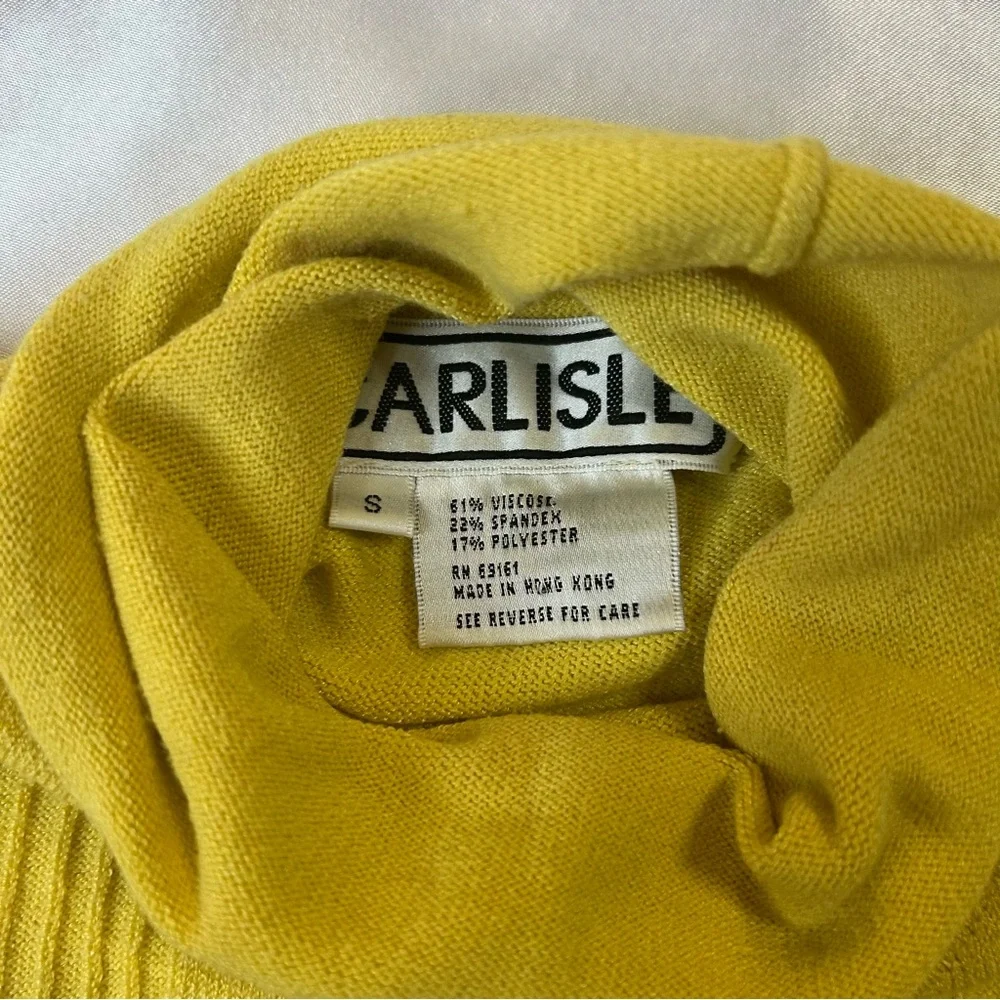 CARLISLE
S
61% VISCOSE
22% SPANDEX
17% POLYESTER
RN 69161
MADE IN HONG KONG
SEE REVERSE FOR CARE